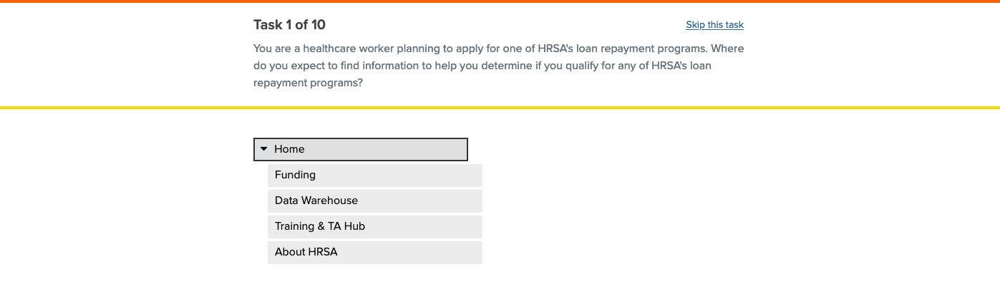 Task 1 of 10
Skip this task
You are a healthcare worker planning to apply for one of HRSA's loan repayment programs. Where
do you expect to find information to help you determine if you qualify for any of HRSA's loan
repayment programs?
Home
Funding
Data Warehouse
Training & TA Hub
About HRSA